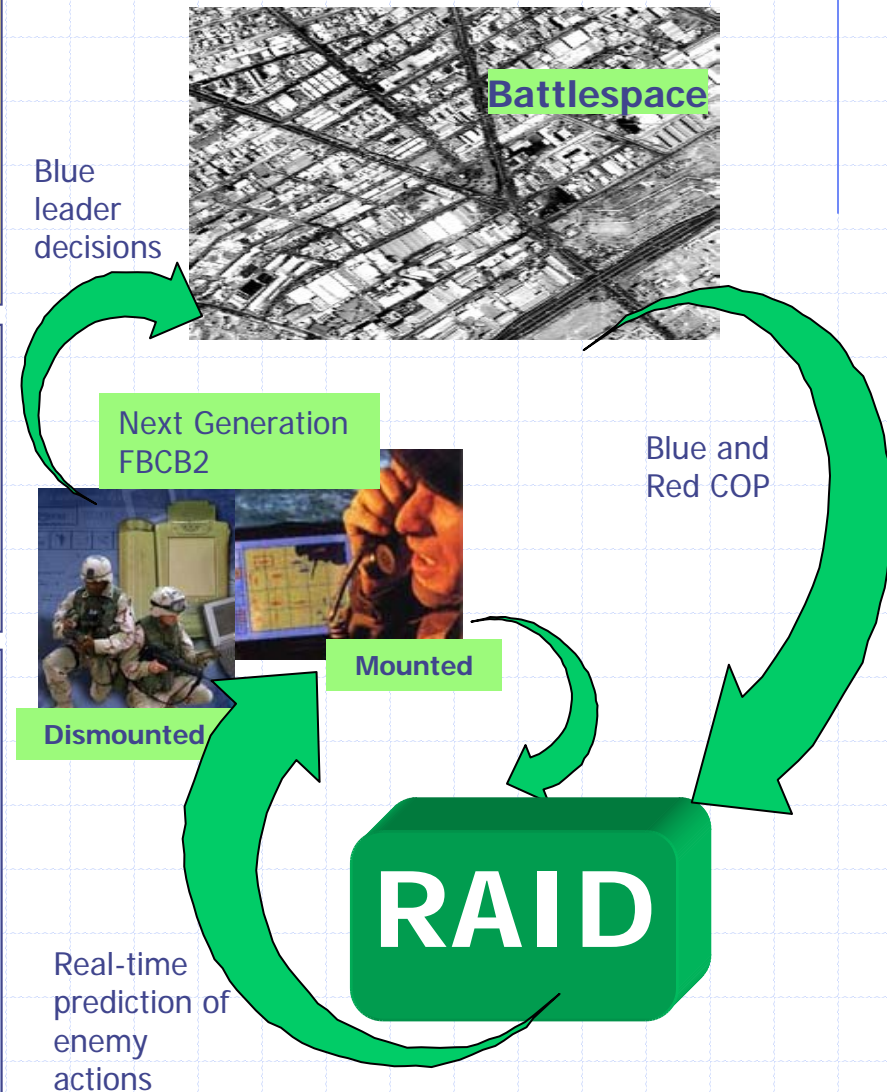 Battlespace
Blue
leader
decisions
Next Generation
FBCB2
Blue and
Red COP
Mounted
Dismounted
RAID
Real-time
prediction of
enemy
actions